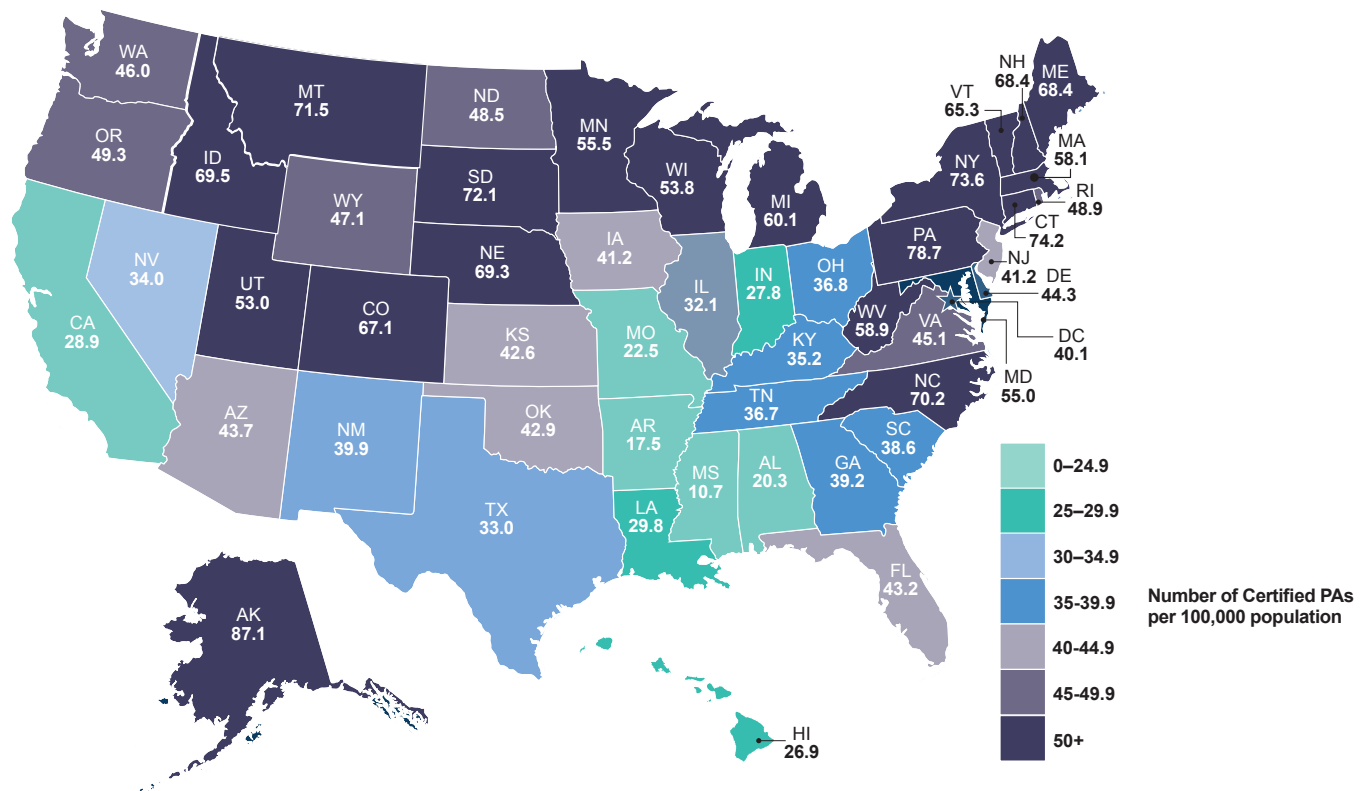 WA
46.0
OR
49.3
CA
28.9
NV
34.0
ID
69.5
MT
71.5
WY
47.1
UT
53.0
AZ
43.7
CO
67.1
NM
39.9
ND
48.5
SD
72.1
NE
69.3
KS
42.6
OK
42.9
TX
33.0
MN
55.5
IA
41.2
MO
22.5
AR
17.5
LA
29.8
WI
53.8
IL
32.1
MI
60.1
IN
27.8
OH
36.8
KY
35.2
TN
36.7
MS
10.7
AL
20.3
GA
39.2
FL
43.2
SC
38.6
NC
70.2
VA
45.1
WV
58.9
PA
78.7
NY
73.6
VT
65.3
NH
68.4
ME
68.4
MA
58.1
RI
48.9
CT
74.2
NJ
41.2
DE
44.3
DC
40.1
MD
55.0
AK
87.1
HI
26.9
0–24.9
25–29.9
30–34.9
35-39.9
40-44.9
45-49.9
50+
Number of Certified PAs
per 100,000 population